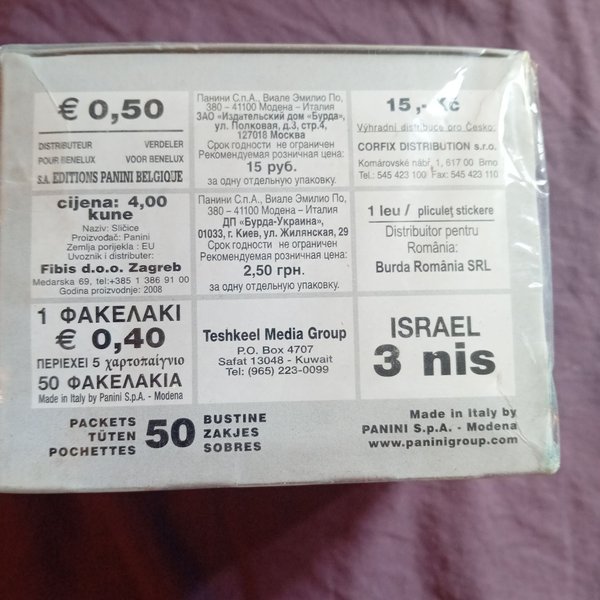 € 0,50
DISTRIBUTEUR VERDELER
POUR BENELUX VOOR BENELUX
S.A. EDITIONS PANINI BELGIQUE
Панини С.п.А., Виале Эмилио По,
380 – 41100 Модена – Италия
ЗАО «Издательский дом «Бурда»,
ул. Полковая, д.3, стр.4,
127018 Москва
Срок годности не ограничен
Рекомендуемая розничная цена:
15 руб.
за одну отдельную упаковку.
15,- Kč
Výhradní distribuce pro Česko:
CORFIX DISTRIBUTION s.r.o.
Komárovské nábř. 1, 617 00 Brno
Tel.: 545 423 100 Fax: 545 423 110
cijena: 4,00
kune
Naziv: Sličice
Proizvođač: Panini
Zemlja porijekla : EU
Uvoznik i distributer:
Fibis d.o.o. Zagreb
Medarska 69, tel:+385 1 386 91 00
Godina proizvodnje: 2008
Панини С.п.А., Виале Эмилио По,
380 – 41100 Модена – Италия
ДП «Бурда-Украина»,
01033, г. Киев, ул. Жилянская, 29
Срок годности не ограничен
Рекомендуемая розничная цена:
2,50 грн.
за одну отдельную упаковку.
1 leu / pliculeț stickere
Distribuitor pentru
România:
Burda România SRL
1 ΦΑΚΕΛΑΚΙ
€ 0,40
ΠΕΡΙΕΧΕΙ 5 χαρτοπαίγνιο
50 ΦΑΚΕΛΑΚΙΑ
Made in Italy by Panini S.p.A. - Modena
Teshkeel Media Group
P.O. Box 4707
Safat 13048 - Kuwait
Tel: (965) 223-0099
ISRAEL
3 nis
PACKETS
TÜTEN
POCHETTES
50
BUSTINE
ZAKJES
SOBRES
Made in Italy by
PANINI S.p.A. - Modena
www.paninigroup.com